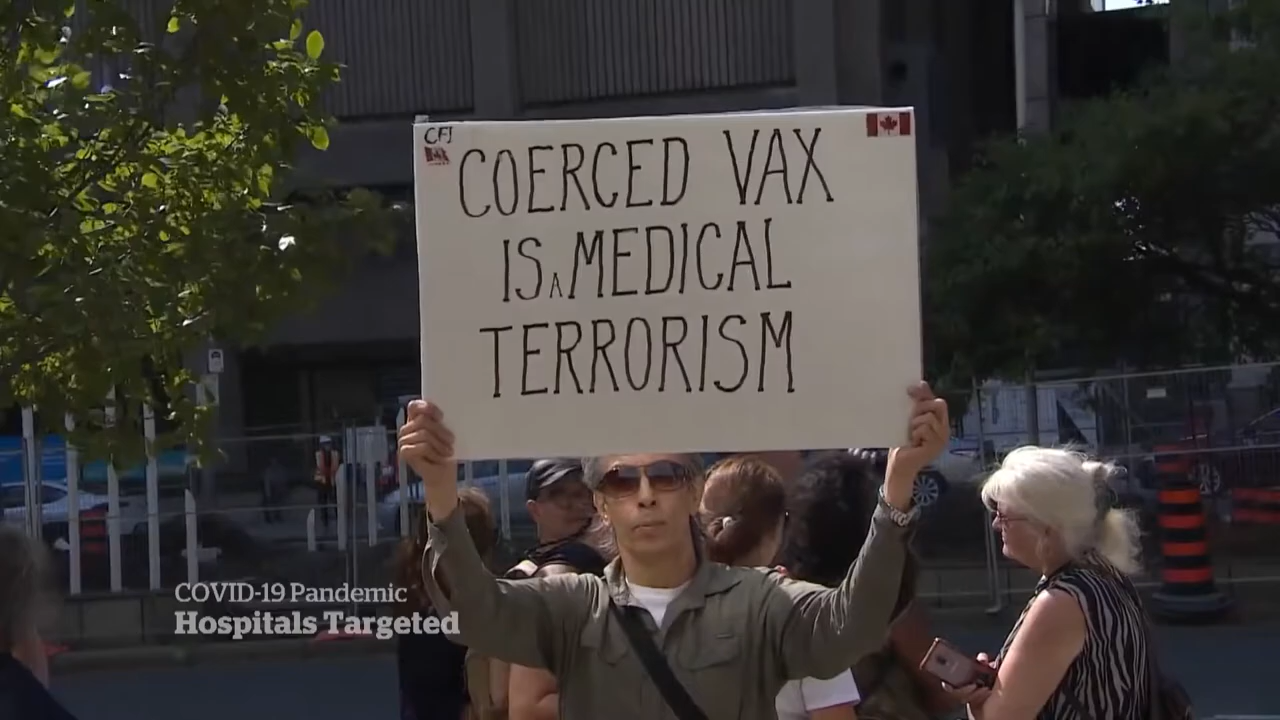 CFJ
COERCED VAX
IS A MEDICAL
TERRORISM
COVID-19 Pandemic
Hospitals Targeted